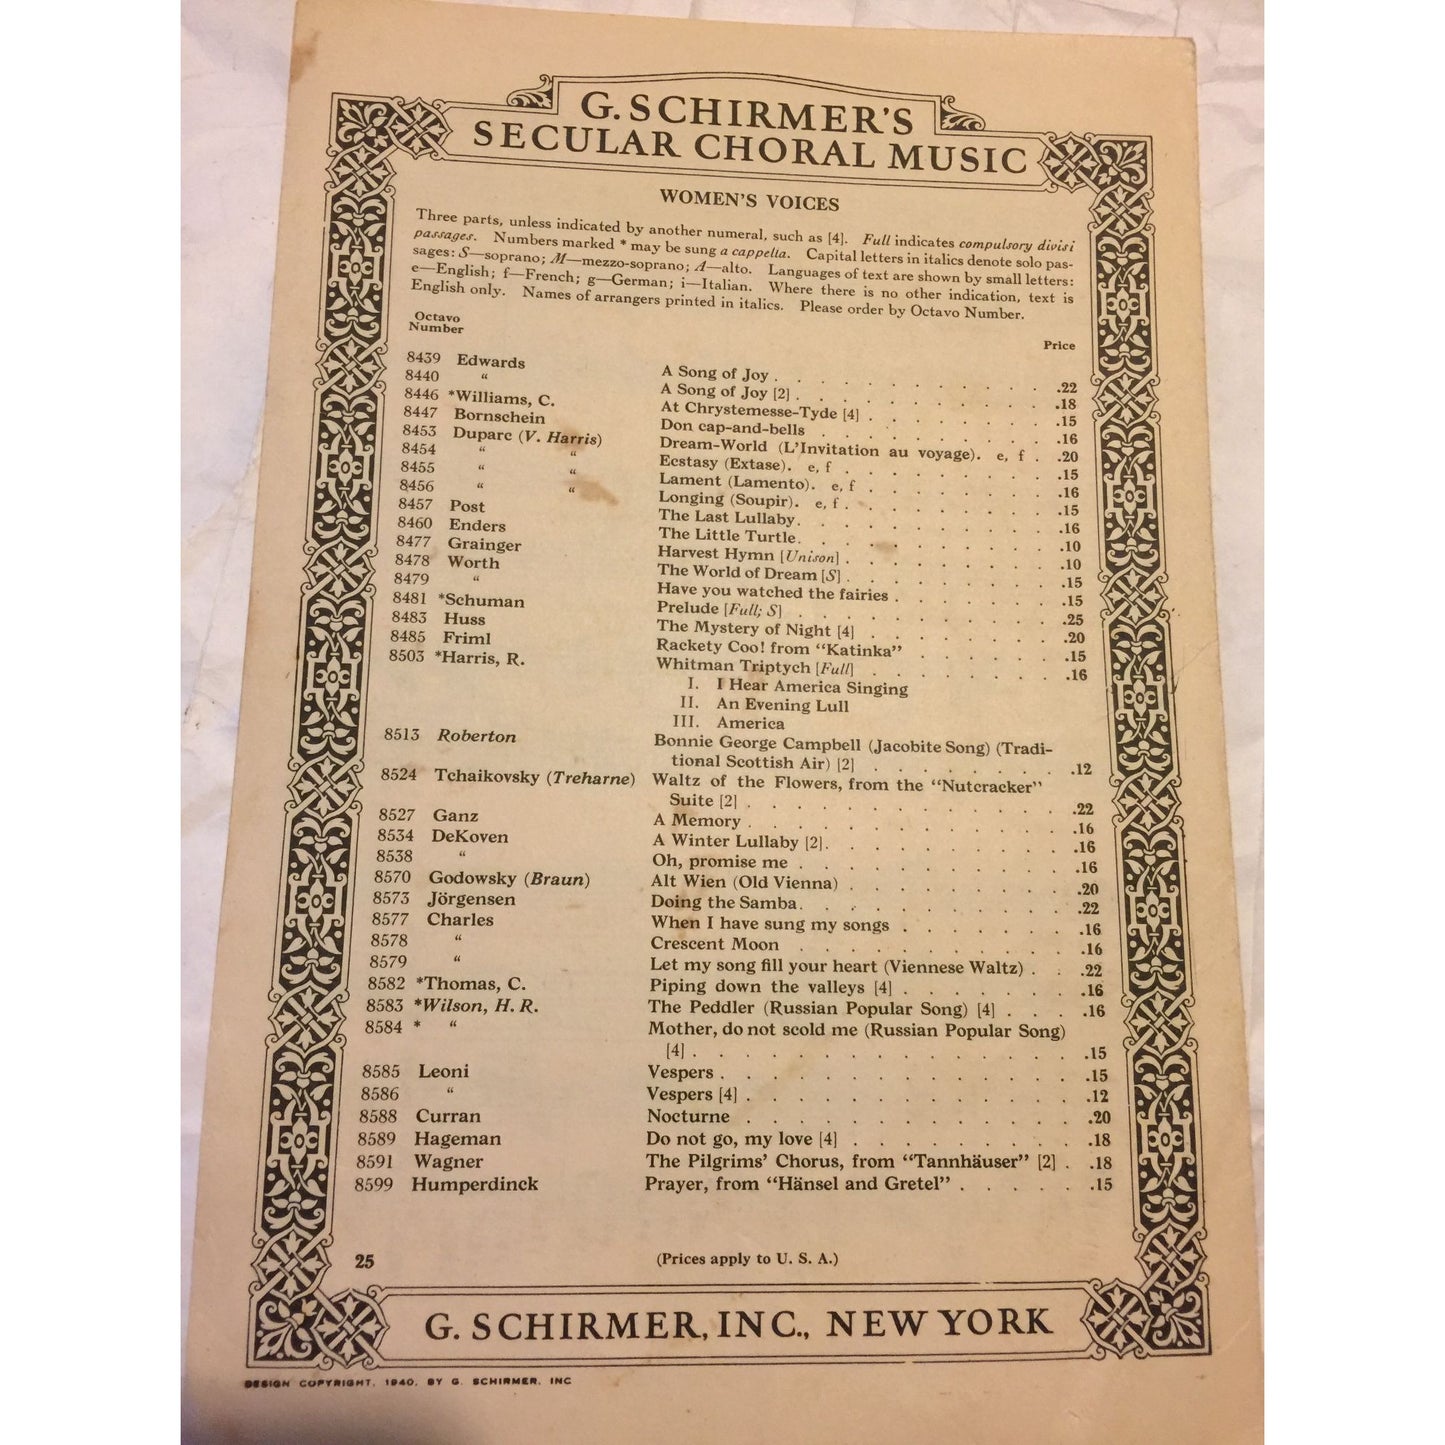 G. SCHIRMER'S
SECULAR CHORAL MUSIC
WOMEN'S VOICES
Three parts, unless indicated by another numeral, such as [4]. Full indicates compulsory divisi
passages. Numbers marked * may be sung a cappella. Capital letters in italics denote solo pas-
sages: S—soprano; M—mezzo-soprano; A—alto. Languages of text are shown by small letters:
e—English; f—French; g—German; i—Italian. Where there is no other indication, text is
English only. Names of arrangers printed in italics. Please order by Octavo Number.
Octavo
Number
Price
8439 Edwards A Song of Joy . . . . . . . . . . . . .22
8440 “ A Song of Joy [2] . . . . . . . . . . . .18
8446 *Williams, C. At Chrystemesse-Tyde [4] . . . . . . . . .15
8447 Bornschein Don cap-and-bells . . . . . . . . . . .16
8453 Duparc (V. Harris) Dream-World (L'Invitation au voyage). e, f . .20
8454 “ “ Ecstasy (Extase). e, f . . . . . . . . . .15
8455 “ “ Lament (Lamento). e, f . . . . . . . . . .16
8456 “ “ Longing (Soupir). e, f . . . . . . . . . .15
8457 Post The Last Lullaby . . . . . . . . . . . .16
8460 Enders The Little Turtle . . . . . . . . . . . .10
8477 Grainger Harvest Hymn [Unison] . . . . . . . . . .10
8478 Worth The World of Dream [S] . . . . . . . . . .15
8479 “ Have you watched the fairies . . . . . . . .15
8481 *Schuman Prelude [Full; S] . . . . . . . . . . . .25
8483 Huss The Mystery of Night [4] . . . . . . . . .20
8485 Friml Rackety Coo! from “Katinka” . . . . . . .15
8503 *Harris, R. Whitman Triptych [Full] . . . . . . . . .16
I. I Hear America Singing
II. An Evening Lull
III. America
8513 Roberton Bonnie George Campbell (Jacobite Song) (Tradi-
tional Scottish Air) [2] . . . . . . . . .12
8524 Tchaikovsky (Treharne) Waltz of the Flowers, from the “Nutcracker”
Suite [2] . . . . . . . . . . . . .22
8527 Ganz A Memory . . . . . . . . . . . . . .16
8534 DeKoven A Winter Lullaby [2] . . . . . . . . . . .16
8538 “ Oh, promise me . . . . . . . . . . . .16
8570 Godowsky (Braun) Alt Wien (Old Vienna) . . . . . . . . . .20
8573 Jörgensen Doing the Samba . . . . . . . . . . . .22
8577 Charles When I have sung my songs . . . . . . . .16
8578 “ Crescent Moon . . . . . . . . . . . .16
8579 “ Let my song fill your heart (Viennese Waltz) . . .22
8582 *Thomas, C. Piping down the valleys [4] . . . . . . . .16
8583 *Wilson, H. R. The Peddler (Russian Popular Song) [4] . . . .16
8584 * “ Mother, do not scold me (Russian Popular Song)
[4] . . . . . . . . . . . . . . . .15
8585 Leoni Vespers . . . . . . . . . . . . . . .15
8586 “ Vespers [4] . . . . . . . . . . . . . .12
8588 Curran Nocturne . . . . . . . . . . . . . .20
8589 Hageman Do not go, my love [4] . . . . . . . . . .18
8591 Wagner The Pilgrims' Chorus, from “Tannhäuser” [2] . .18
8599 Humperdinck Prayer, from “Hänsel and Gretel” . . . . . .15
25 (Prices apply to U. S. A.)
G. SCHIRMER, INC., NEW YORK
DESIGN COPYRIGHT, 1940, BY G. SCHIRMER, INC